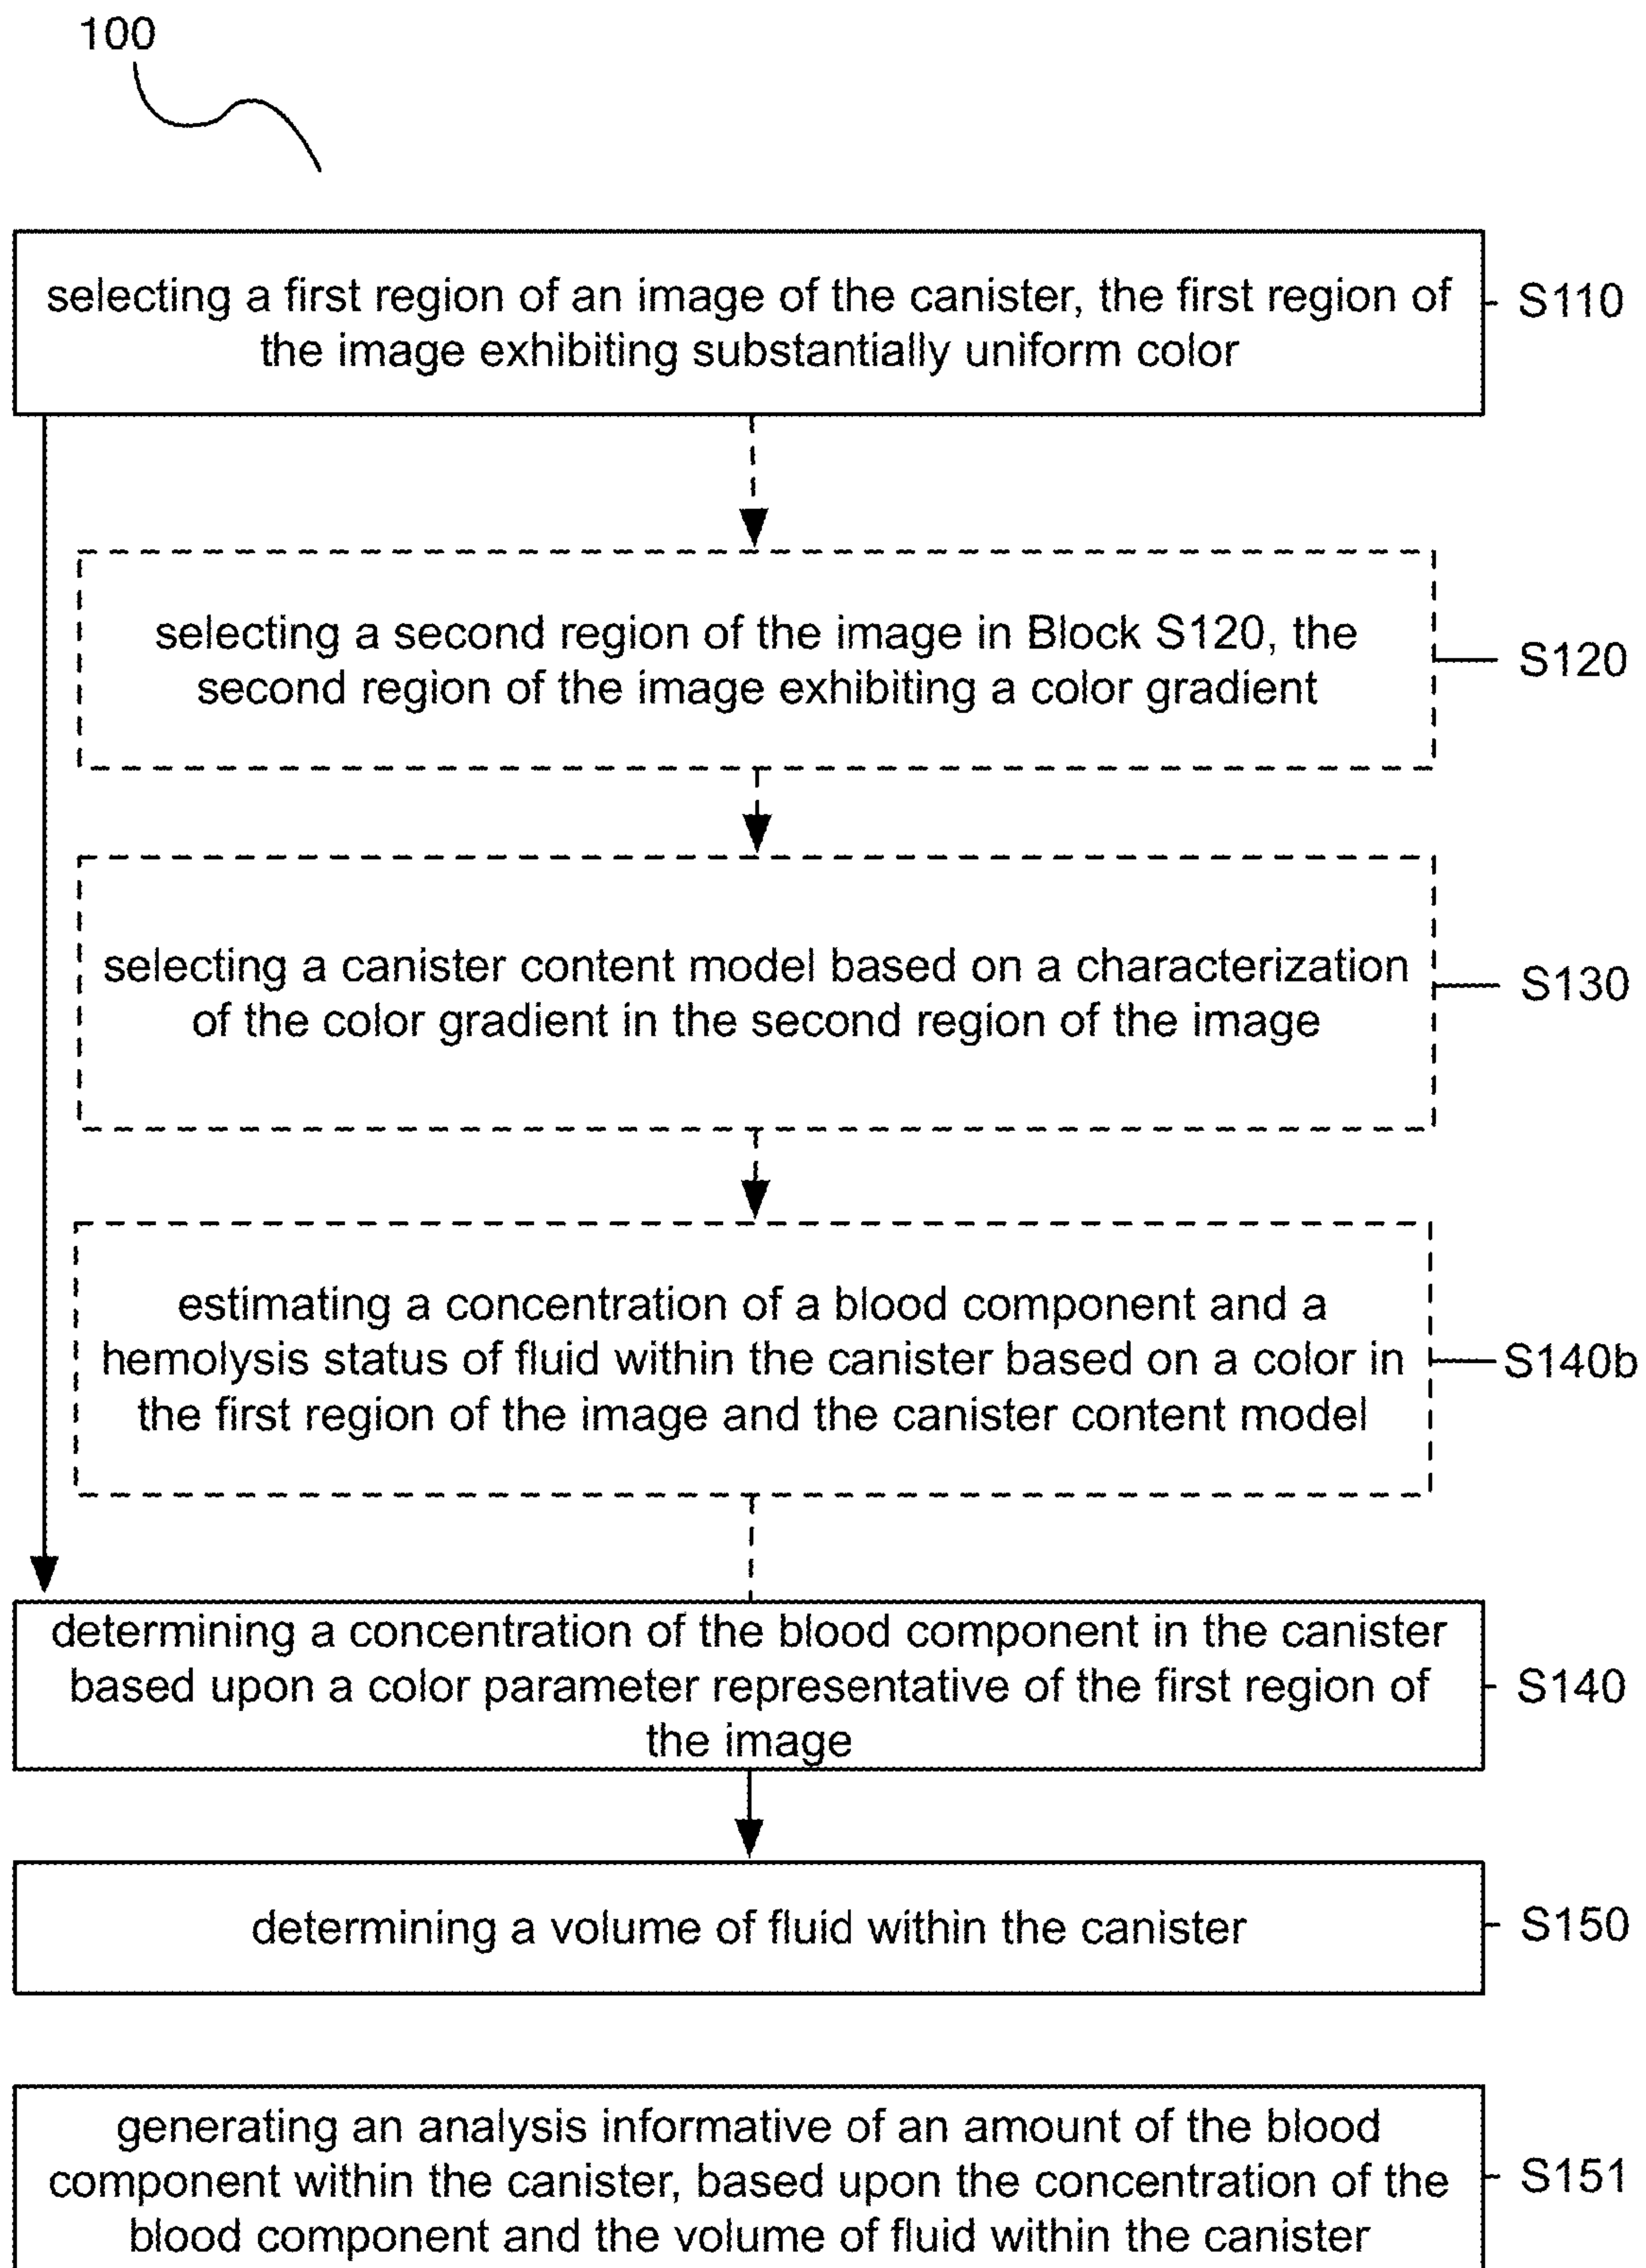 100
selecting a first region of an image of the canister, the first region of
the image exhibiting substantially uniform color
S110
selecting a second region of the image in Block S120, the
second region of the image exhibiting a color gradient
S120
selecting a canister content model based on a characterization
of the color gradient in the second region of the image
S130
estimating a concentration of a blood component and a
hemolysis status of fluid within the canister based on a color in
the first region of the image and the canister content model
S140b
determining a concentration of the blood component in the canister
based upon a color parameter representative of the first region of
the image
S140
determining a volume of fluid within the canister
S150
generating an analysis informative of an amount of the blood
component within the canister, based upon the concentration of the
blood component and the volume of fluid within the canister
S151